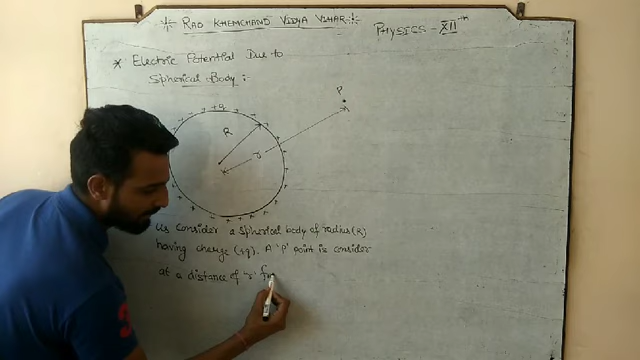 RAO KHEMCHAND VIDYA VIHAR
PHYSICS - XII th
* Electric Potential Due to
Spherical Body :-
+q
P
R
r
us consider a spherical body of radius (R)
having charge (+q). A 'P' point is consider
at a distance of 'r' fro